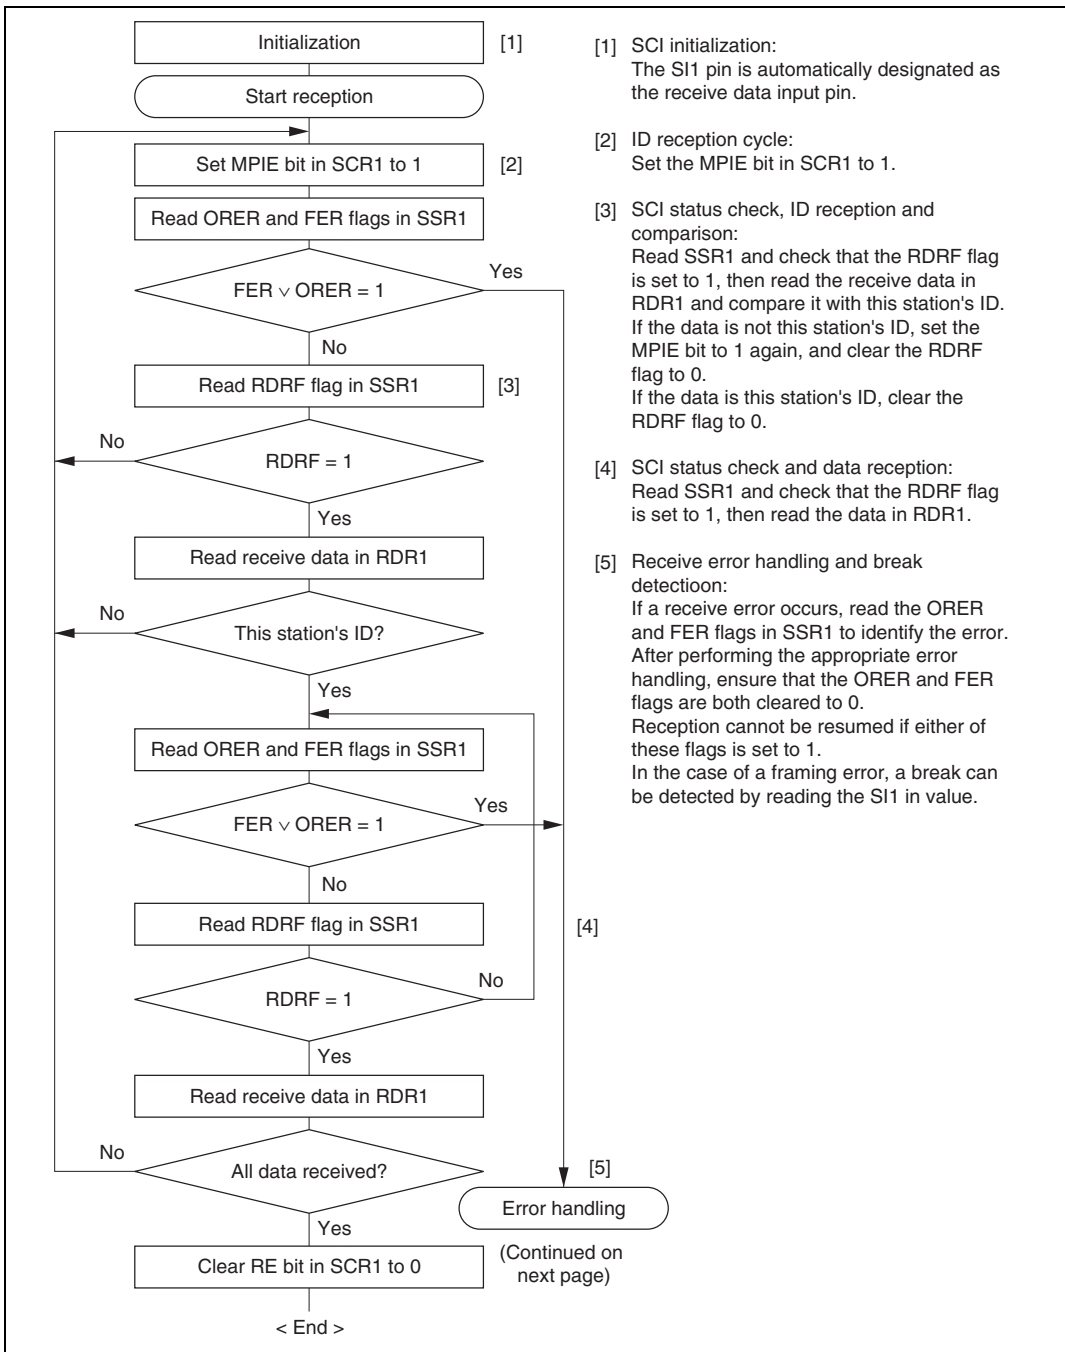 Initialization
[1]
Start reception
Set MPIE bit in SCR1 to 1
[2]
Read ORER and FER flags in SSR1
FER ∨ ORER = 1
Yes
No
Read RDRF flag in SSR1
[3]
No
RDRF = 1
Yes
Read receive data in RDR1
No
This station's ID?
Yes
Read ORER and FER flags in SSR1
Yes
FER ∨ ORER = 1
No
Read RDRF flag in SSR1
[4]
No
RDRF = 1
Yes
Read receive data in RDR1
No
All data received?
[5]
Error handling
Yes
(Continued on
next page)
Clear RE bit in SCR1 to 0
< End >
[1] SCI initialization:
The SI1 pin is automatically designated as
the receive data input pin.
[2] ID reception cycle:
Set the MPIE bit in SCR1 to 1.
[3] SCI status check, ID reception and
comparison:
Read SSR1 and check that the RDRF flag
is set to 1, then read the receive data in
RDR1 and compare it with this station's ID.
If the data is not this station's ID, set the
MPIE bit to 1 again, and clear the RDRF
flag to 0.
If the data is this station's ID, clear the
RDRF flag to 0.
[4] SCI status check and data reception:
Read SSR1 and check that the RDRF flag
is set to 1, then read the data in RDR1.
[5] Receive error handling and break
detectioon:
If a receive error occurs, read the ORER
and FER flags in SSR1 to identify the error.
After performing the appropriate error
handling, ensure that the ORER and FER
flags are both cleared to 0.
Reception cannot be resumed if either of
these flags is set to 1.
In the case of a framing error, a break can
be detected by reading the SI1 in value.